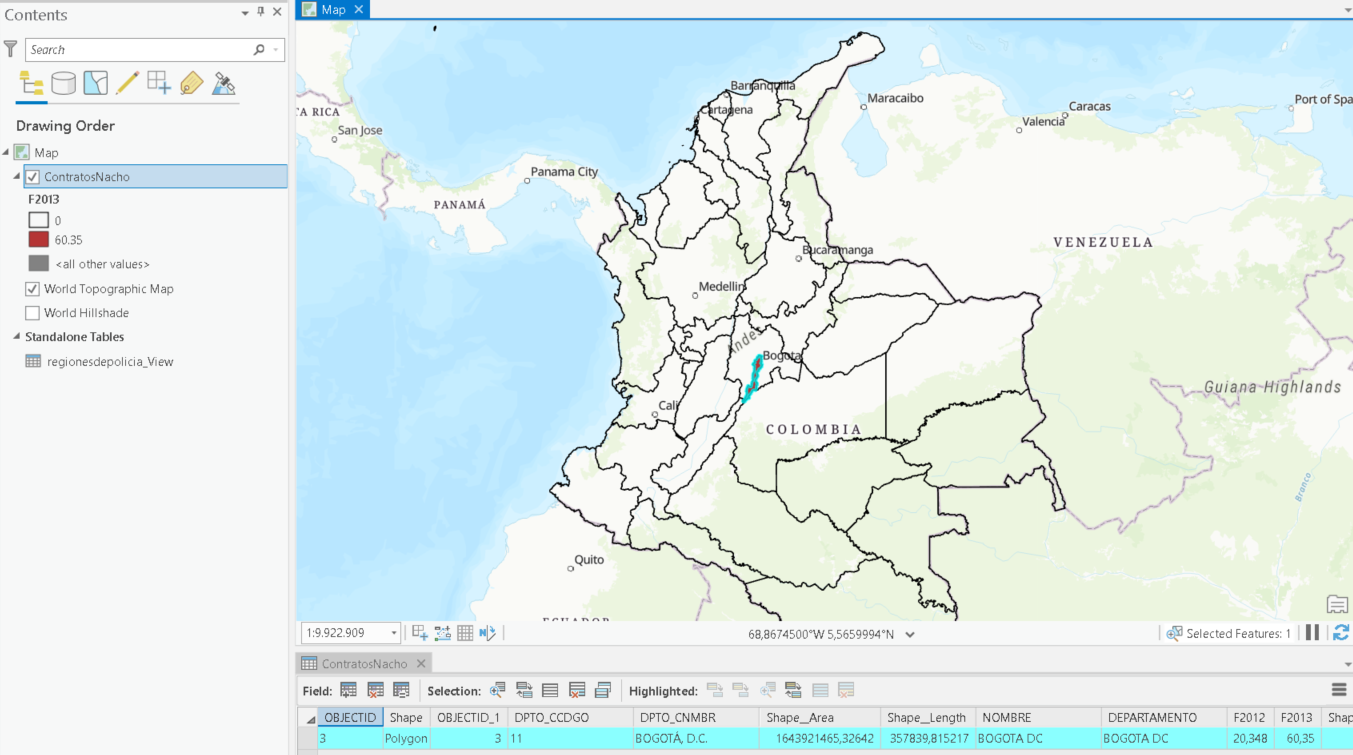 Contents
Map
Search
Drawing Order
Map
ContratosNacho
F2013
0
60.35
<all other values>
World Topographic Map
World Hillshade
Standalone Tables
regionesdepolicia_View
Barranquilla
Cartagena
Maracaibo
Caracas
Valencia
Port of Spa
TA RICA
San Jose
Panama City
PANAMÁ
Bucaramanga
VENEZUELA
Medellin
Andes
Bogota
Guiana Highlands
Cali
COLOMBIA
Branco
Quito
ECUADOR
1:9.922.909
68,8674500°W 5,5659994°N
Selected Features: 1
ContratosNacho
Field: Selection: Highlighted:
OBJECTID Shape OBJECTID_1 DPTO_CCDGO DPTO_CNMBR Shape__Area Shape__Length NOMBRE DEPARTAMENTO F2012 F2013 Shap
3 Polygon 3 11 BOGOTÁ, D.C. 1643921465,32642 357839,815217 BOGOTA DC BOGOTA DC 20,348 60,35